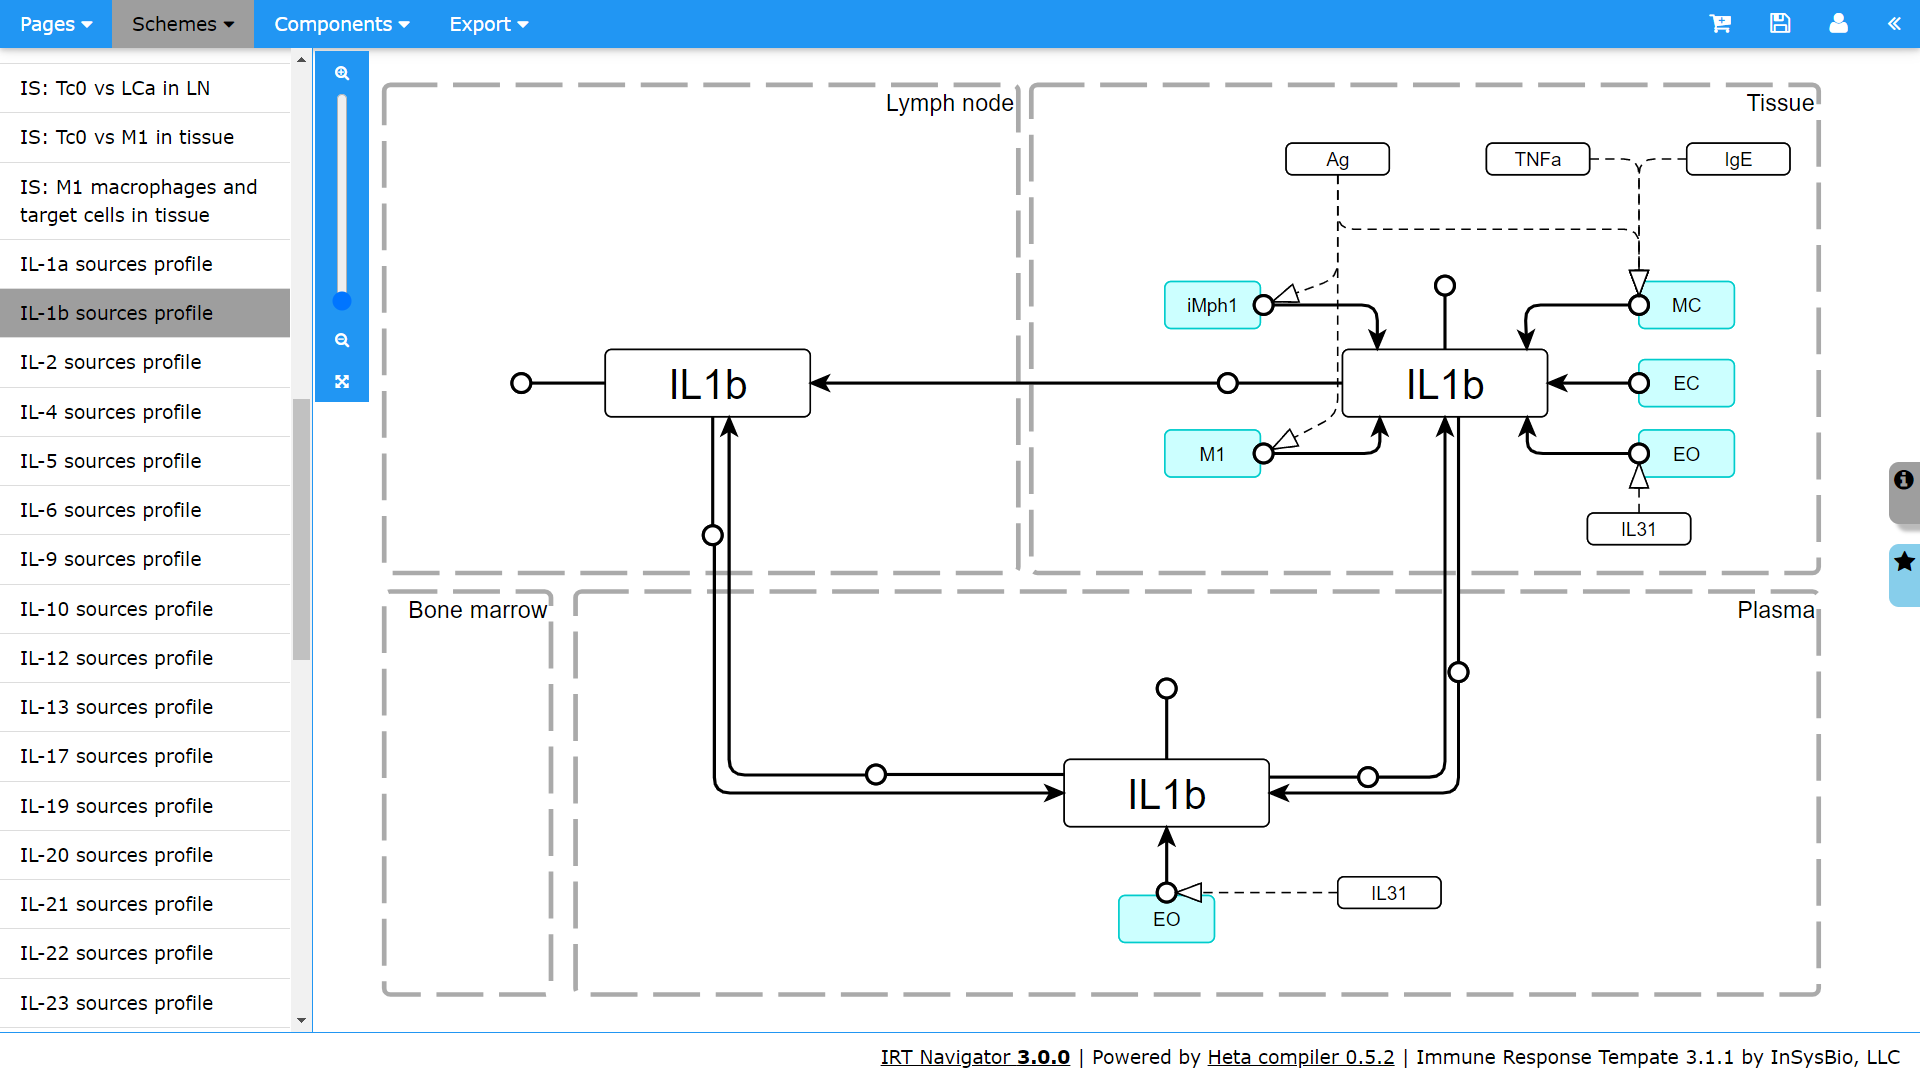 Pages
Schemes
Components
Export
IS: Tc0 vs LCa in LN
IS: Tc0 vs M1 in tissue
IS: M1 macrophages and
target cells in tissue
IL-1a sources profile
IL-1b sources profile
IL-2 sources profile
IL-4 sources profile
IL-5 sources profile
IL-6 sources profile
IL-9 sources profile
IL-10 sources profile
IL-12 sources profile
IL-13 sources profile
IL-17 sources profile
IL-19 sources profile
IL-20 sources profile
IL-21 sources profile
IL-22 sources profile
IL-23 sources profile
Lymph node
Tissue
Ag
TNFa
IgE
iMph1
MC
IL1b
IL1b
EC
M1
EO
IL31
Bone marrow
Plasma
IL1b
IL31
EO
IRT Navigator 3.0.0 | Powered by Heta compiler 0.5.2 | Immune Response Tempate 3.1.1 by InSysBio, LLC